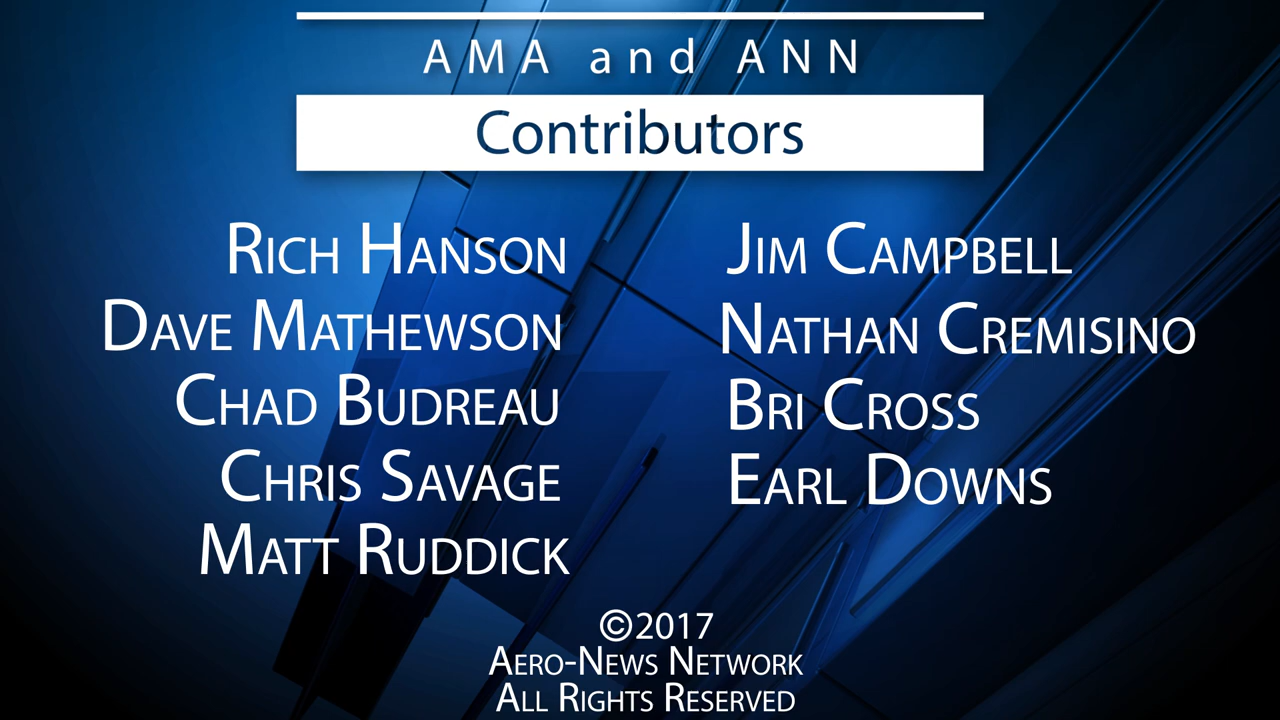 AMA and ANN
Contributors
Rich Hanson
Dave Mathewson
Chad Budreau
Chris Savage
Matt Ruddick
Jim Campbell
Nathan Cremisino
Bri Cross
Earl Downs
©2017
Aero-News Network
All Rights Reserved